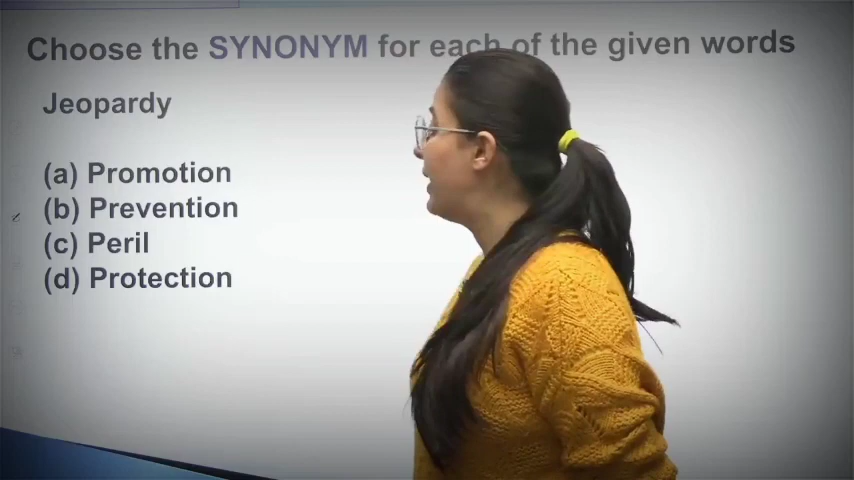 Choose the SYNONYM for each of the given words
Jeopardy
(a) Promotion
(b) Prevention
(c) Peril
(d) Protection